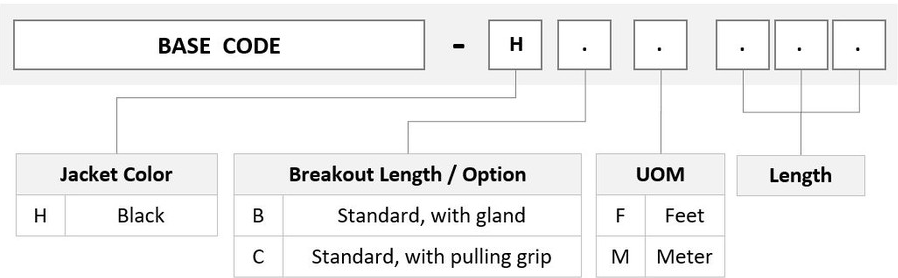 BASE CODE - H . . . . .
Jacket Color Breakout Length / Option UOM Length
H Black B Standard, with gland F Feet
C Standard, with pulling grip M Meter